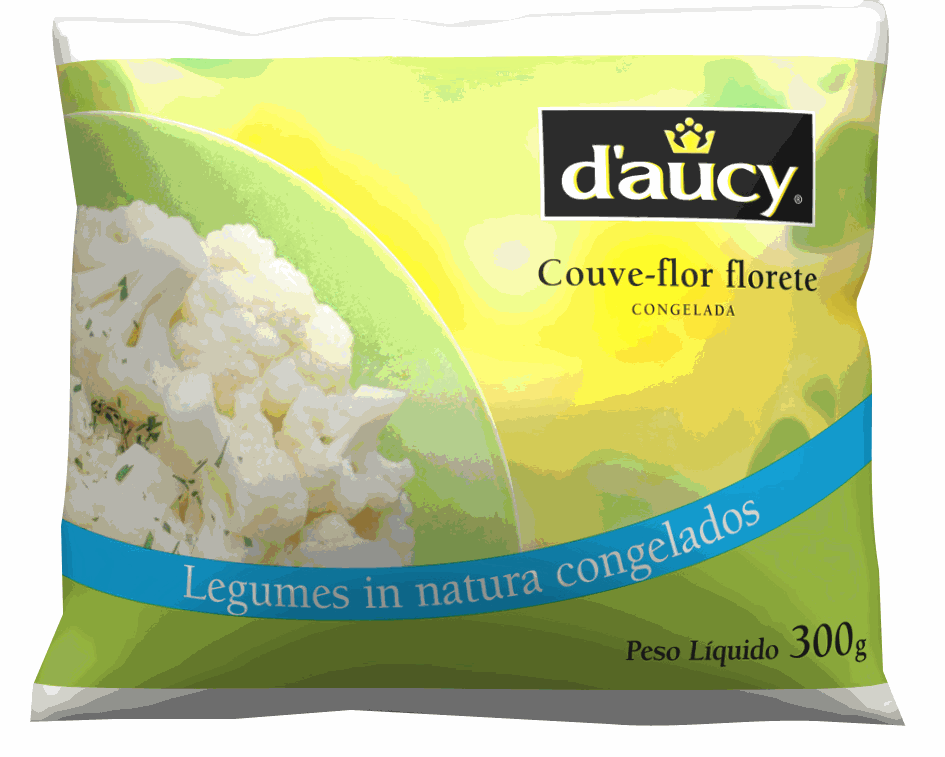 d'aucy®
Couve-flor florete
CONGELADA
Legumes in natura congelados
Peso Líquido 300g